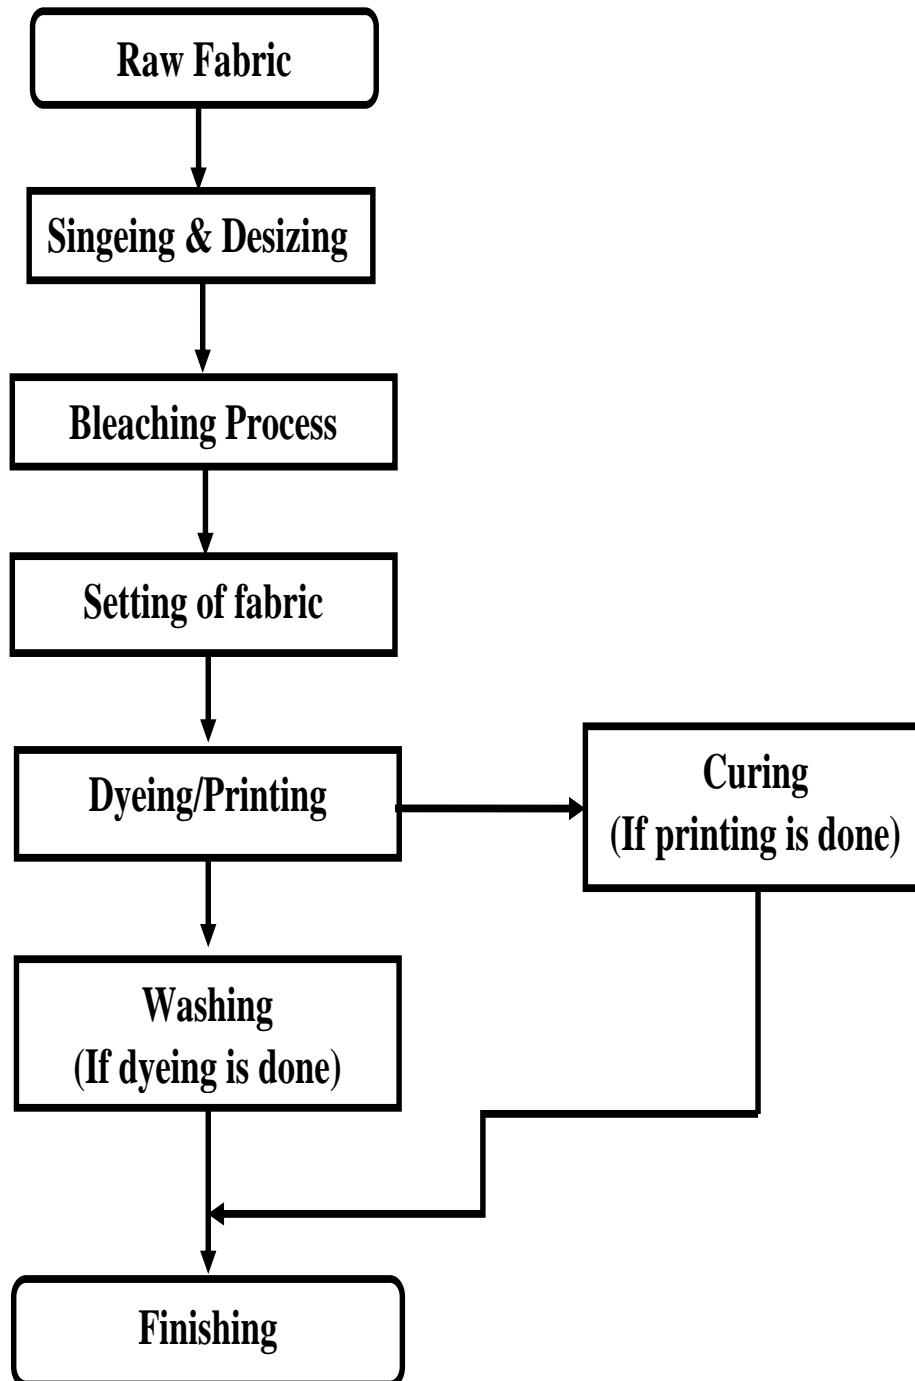 Raw Fabric
Singeing & Desizing
Bleaching Process
Setting of fabric
Dyeing/Printing
Curing
(If printing is done)
Washing
(If dyeing is done)
Finishing